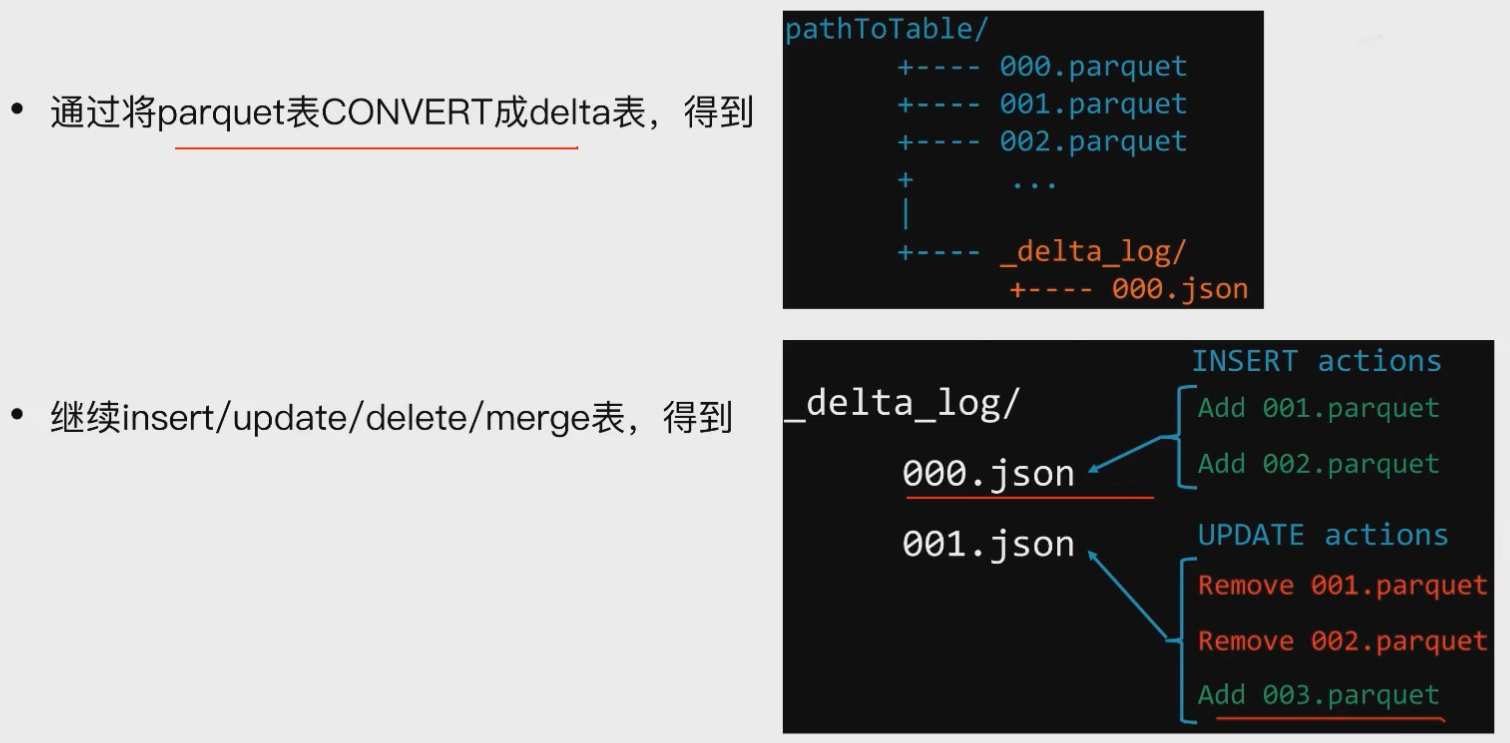 • 通过将parquet表CONVERT成delta表，得到
pathToTable/
+---- 000.parquet
+---- 001.parquet
+---- 002.parquet
+ ...
|
+---- _delta_log/
+---- 000.json
• 继续insert/update/delete/merge表，得到
_delta_log/
000.json
001.json
INSERT actions
Add 001.parquet
Add 002.parquet
UPDATE actions
Remove 001.parquet
Remove 002.parquet
Add 003.parquet